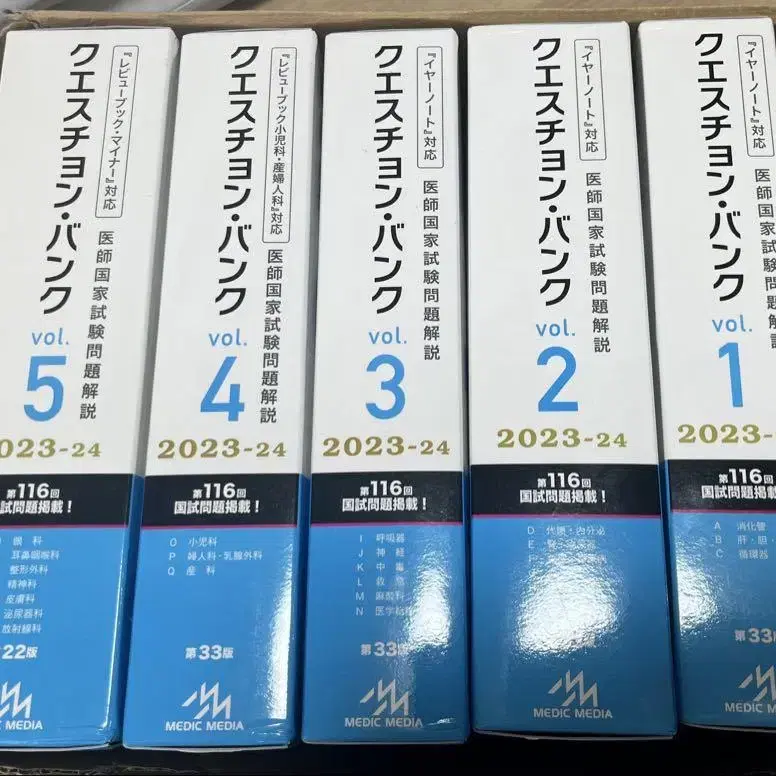 『レビューブック・マイナー』対応
クエスチョン・バンク
医師国家試験問題解説
vol.
5
2023-24
第116回
国試問題掲載！
眼科
耳鼻咽喉科
整形外科
精神科
皮膚科
泌尿器科
放射線科
22版
MEDIC MEDIA
『レビューブック小児科・産婦人科』対応
クエスチョン・バンク
医師国家試験問題解説
vol.
4
2023-24
第116回
国試問題掲載！
O 小児科
P 婦人科・乳腺外科
Q 産科
第33版
MEDIC MEDIA
『イヤーノート』対応
クエスチョン・バンク
医師国家試験問題解説
vol.
3
2023-24
第116回
国試問題掲載！
I 呼吸器
J 神経
K 中毒
L 救急
M 麻酔科
N 医学総
第33
MEDIC MEDIA
『イヤーノート』対応
クエスチョン・バンク
医師国家試験問題解説
vol.
2
2023-24
第116回
国試問題掲載！
D 代謝・内分泌
E
MEDIC MEDIA
『イヤーノート』対応
クエスチョン・バンク
医師国家試験問題
vol.
1
2023-
第116回
国試問題掲載！
A 消化管
B 肝・胆・
C 循環器
第33
MEDIC MEDIA